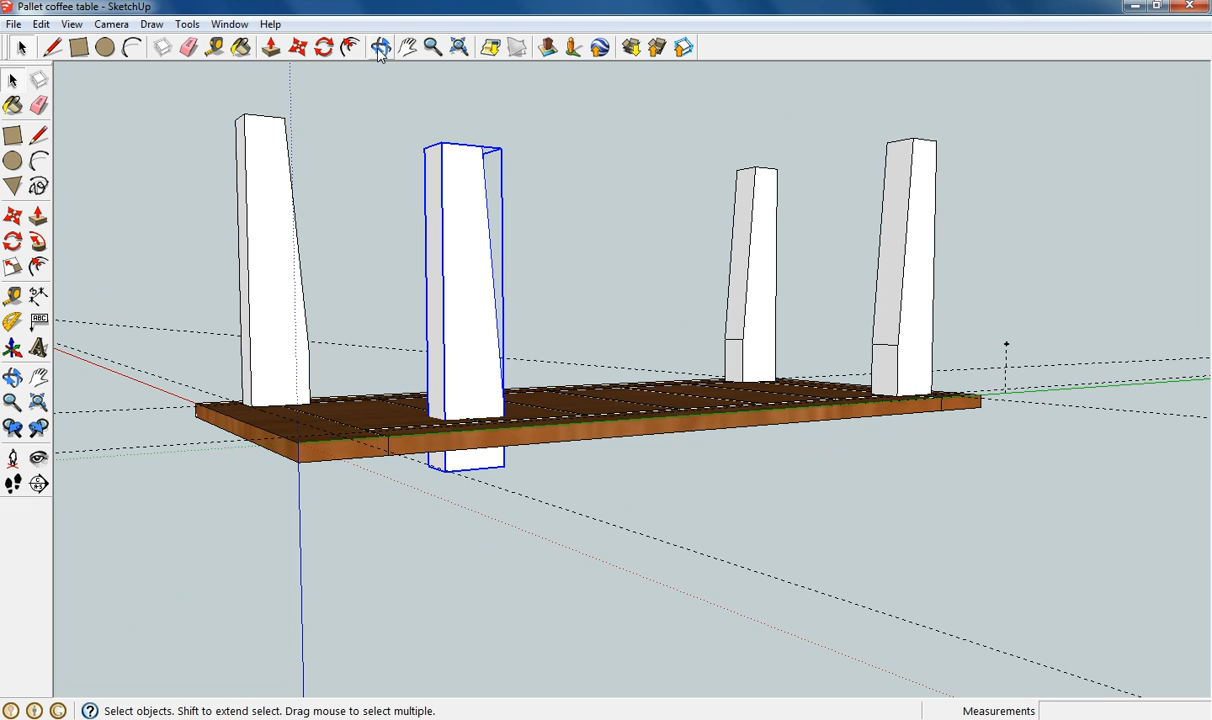 Pallet coffee table - SketchUp
File Edit View Camera Draw Tools Window Help
ABC
Select objects. Shift to extend select. Drag mouse to select multiple.
Measurements